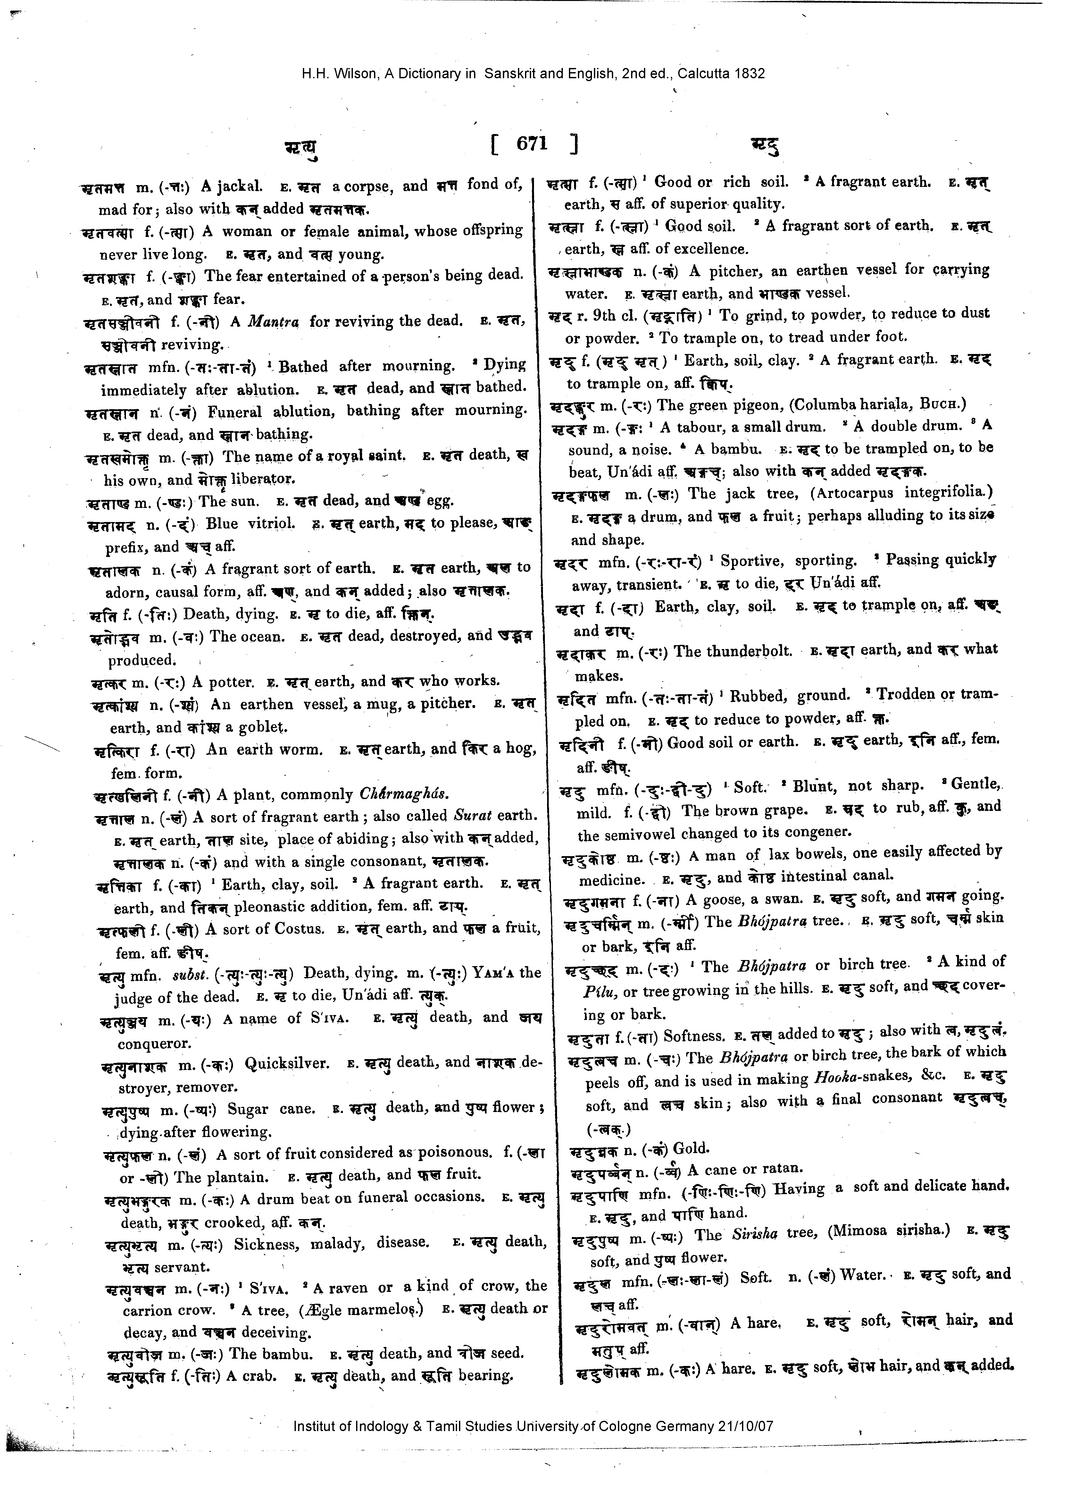 H.H. Wilson, A Dictionary in Sanskrit and English, 2nd ed., Calcutta 1832
मृत्यु [ 671 ] मृदु
मृतमत्त m. (-त्तः) A jackal. E. मृत a corpse, and मत्त fond of,
mad for; also with कन् added मृतमत्तक.
मृतवत्सा f. (-त्सा) A woman or female animal, whose offspring
never live long. E. मृत, and वत्स young.
मृतशङ्का f. (-ङ्का) The fear entertained of a person's being dead.
E. मृत, and शङ्का fear.
मृतसञ्जीवनी f. (-नी) A Mantra for reviving the dead. E. मृत,
सञ्जीवनी reviving.
मृतस्नात mfn. (-तः-ता-तं) ¹ Bathed after mourning. ² Dying
immediately after ablution. E. मृत dead, and स्नात bathed.
मृतस्नान n. (-नं) Funeral ablution, bathing after mourning.
E. मृत dead, and स्नान bathing.
मृतस्वमोक्तृ m. (-क्ता) The name of a royal saint. E. मृत death, स्व
his own, and मोक्तृ liberator.
मृताण्ड m. (-ण्डः) The sun. E. मृत dead, and अण्ड egg.
मृतामद् n. (-दं) Blue vitriol. E. मृत् earth, मद् to please, आङ्
prefix, and अच् aff.
मृतालक n. (-कं) A fragrant sort of earth. E. मृत earth, अल to
adorn, causal form, aff. अण्, and कन् added; also मृत्तालक.
मृति f. (-तिः) Death, dying. E. मृ to die, aff. क्तिन्.
मृतोद्भव m. (-वः) The ocean. E. मृत dead, destroyed, and उद्भव
produced.
मृत्कर m. (-रः) A potter. E. मृत् earth, and कर who works.
मृत्कांस्य n. (-स्यं) An earthen vessel, a mug, a pitcher. E. मृत्
earth, and कांस्य a goblet.
मृत्किरा f. (-रा) An earth worm. E. मृत् earth, and किर a hog,
fem. form.
मृत्खलिनी f. (-नी) A plant, commonly Chármaghás.
मृत्ताल n. (-लं) A sort of fragrant earth; also called Surat earth.
E. मृत् earth, ताल site, place of abiding; also with कन् added,
मृत्तालक n. (-कं) and with a single consonant, मृतालक.
मृत्तिका f. (-का) ¹ Earth, clay, soil. ² A fragrant earth. E. मृत्
earth, and तिकन् pleonastic addition, fem. aff. टाप्.
मृत्फली f. (-ली) A sort of Costus. E. मृत् earth, and फल a fruit,
fem. aff. ङीष्.
मृत्यु mfn. subst. (-त्युः-त्युः-त्यु) Death, dying. m. (-त्युः) YAM'A the
judge of the dead. E. मृ to die, Un'ádi aff. त्युक्.
मृत्युञ्जय m. (-यः) A name of S'IVA. E. मृत्युं death, and जय
conqueror.
मृत्युनाशक m. (-कः) Quicksilver. E. मृत्यु death, and नाशक de-
stroyer, remover.
मृत्युपुष्प m. (-ष्पः) Sugar cane. E. मृत्यु death, and पुष्प flower;
dying after flowering.
मृत्युफल n. (-लं) A sort of fruit considered as poisonous. f. (-ला
or -ली) The plantain. E. मृत्यु death, and फल fruit.
मृत्युभङ्गुरक m. (-कः) A drum beat on funeral occasions. E. मृत्यु
death, भङ्गुर crooked, aff. कन्.
मृत्युभृत्य m. (-त्यः) Sickness, malady, disease. E. मृत्यु death,
भृत्य servant.
मृत्युवञ्चन m. (-नः) ¹ S'IVA. ² A raven or a kind of crow, the
carrion crow. ³ A tree, (Ægle marmelos.) E. मृत्यु death or
decay, and वञ्चन deceiving.
मृत्युवीज m. (-जः) The bambu. E. मृत्यु death, and वीज seed.
मृत्युसूति f. (-तिः) A crab. E. मृत्यु death, and सूति bearing.
मृत्सा f. (-त्सा) ¹ Good or rich soil. ² A fragrant earth. E. मृत्
earth, स aff. of superior quality.
मृत्स्ना f. (-त्स्ना) ¹ Good soil. ² A fragrant sort of earth. E. मृत्
earth, स्न aff. of excellence.
मृत्स्नाभाण्डक n. (-कं) A pitcher, an earthen vessel for carrying
water. E. मृत्स्ना earth, and भाण्डक vessel.
मृद् r. 9th cl. (मृद्नाति) ¹ To grind, to powder, to reduce to dust
or powder. ² To trample on, to tread under foot.
मृद् f. (मृद् मृत्) ¹ Earth, soil, clay. ² A fragrant earth. E. मृद्
to trample on, aff. क्विप्.
मृदङ्कुर m. (-रः) The green pigeon, (Columba hariala, BUCH.)
मृदङ्ग m. (-ङ्गः ¹ A tabour, a small drum. ² A double drum. ³ A
sound, a noise. ⁴ A bambu. E. मृद् to be trampled on, to be
beat, Un'ádi aff. अङ्गच्; also with कन् added मृदङ्गक.
मृदङ्गफल m. (-लः) The jack tree, (Artocarpus integrifolia.)
E. मृदङ्ग a drum, and फल a fruit; perhaps alluding to its size
and shape.
मृदर mfn. (-रः-रा-रं) ¹ Sportive, sporting. ² Passing quickly
away, transient. E. मृ to die, दर Un'ádi aff.
मृदा f. (-दा) Earth, clay, soil. E. मृद् to trample on, aff. अङ्
and टाप्.
मृदाकर m. (-रः) The thunderbolt. E. मृदा earth, and कर what
makes.
मृदित mfn. (-तः-ता-तं) ¹ Rubbed, ground. ² Trodden or tram-
pled on. E. मृद् to reduce to powder, aff. क्त.
मृदिनी f. (-नी) Good soil or earth. E. मृद् earth, इनि aff., fem.
aff. ङीष्.
मृदु mfn. (-दुः-द्वी-दु) ¹ Soft. ² Blunt, not sharp. ³ Gentle,
mild. f. (-द्वी) The brown grape. E. म्रद् to rub, aff. कु, and
the semivowel changed to its congener.
मृदुकोष्ठ m. (-ष्ठः) A man of lax bowels, one easily affected by
medicine. E. मृदु, and कोष्ठ intestinal canal.
मृदुगमना f. (-ना) A goose, a swan. E. मृदु soft, and गमन going.
मृदुचर्म्मिन् m. (-र्म्मी) The Bhójpatra tree. E. मृदु soft, चर्म्म skin
or bark, इनि aff.
मृदुच्छद m. (-दः) ¹ The Bhójpatra or birch tree. ² A kind of
Pílu, or tree growing in the hills. E. मृदु soft, and च्छद cover-
ing or bark.
मृदुता f. (-ता) Softness. E. तल् added to मृदु; also with त्व, मृदुत्वं.
मृदुत्वच m. (-चः) The Bhójpatra or birch tree, the bark of which
peels off, and is used in making Hooka-snakes, &c. E. मृदु
soft, and त्वच skin; also with a final consonant मृदुत्वच्,
(-त्वक्.)
मृदुन्नक n. (-कं) Gold.
मृदुपर्व्वन् n. (-र्व्व) A cane or ratan.
मृदुपाणि mfn. (-णिः-णिः-णि) Having a soft and delicate hand.
E. मृदु, and पाणि hand.
मृदुपुष्प m. (-ष्पः) The Sirisha tree, (Mimosa sirisha.) E. मृदु
soft, and पुष्प flower.
मृदुल mfn. (-लः-ला-लं) Soft. n. (-लं) Water. E. मृदु soft, and
लच् aff.
मृदुरोमवत् m. (-वान्) A hare. E. मृदु soft, रोमन् hair, and
मतुप् aff.
मृदुलोमक m. (-कः) A hare. E. मृदु soft, लोम hair, and कन् added.
Institut of Indology & Tamil Studies University of Cologne Germany 21/10/07